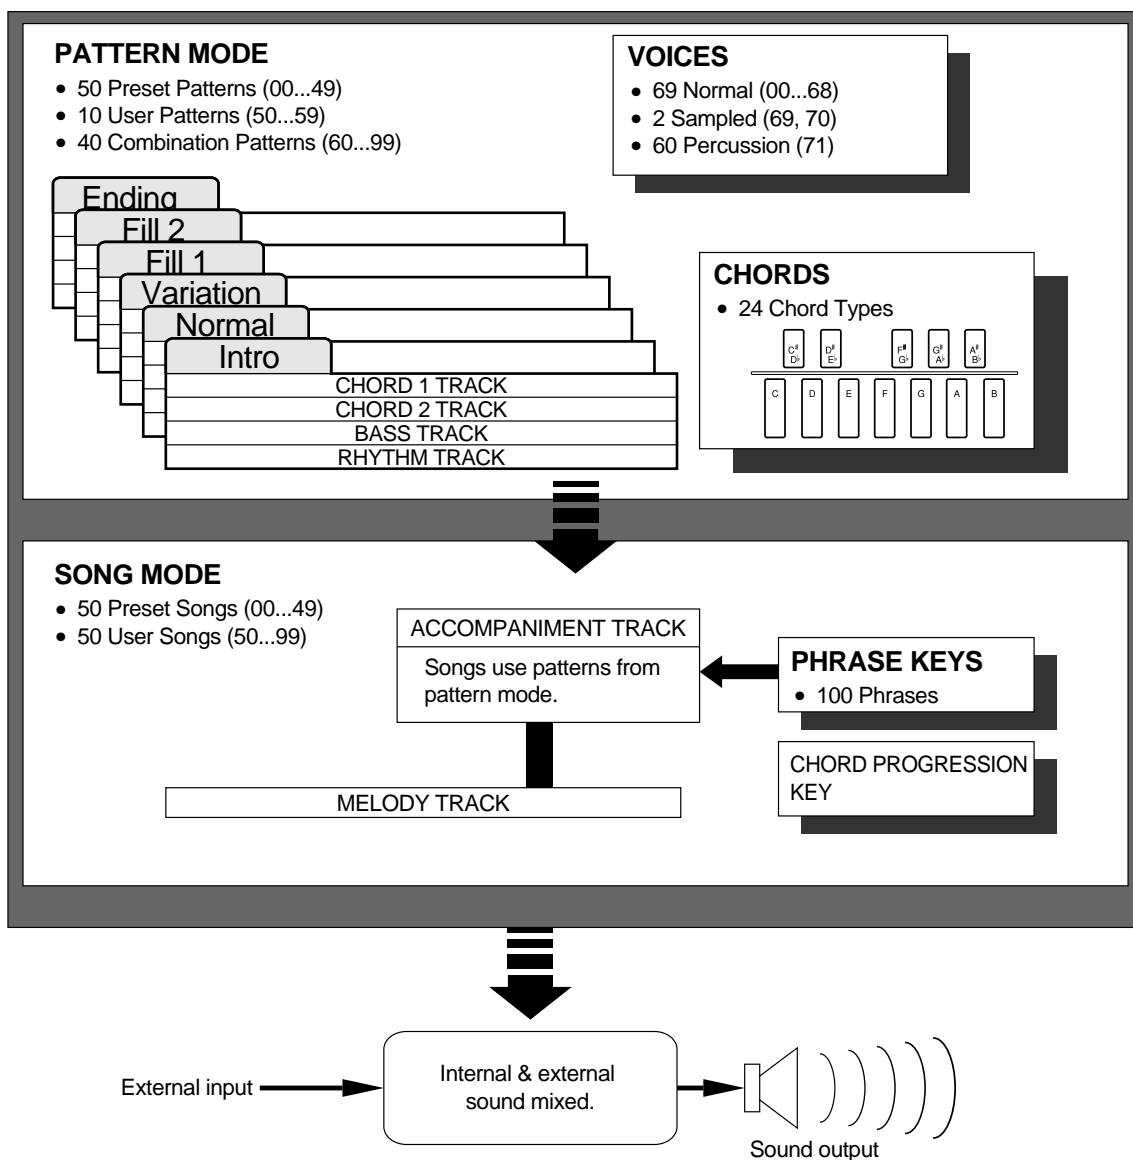 PATTERN MODE
• 50 Preset Patterns (00...49)
• 10 User Patterns (50...59)
• 40 Combination Patterns (60...99)
VOICES
• 69 Normal (00...68)
• 2 Sampled (69, 70)
• 60 Percussion (71)
Ending
Fill 2
Fill 1
Variation
Normal
Intro
CHORD 1 TRACK
CHORD 2 TRACK
BASS TRACK
RHYTHM TRACK
CHORDS
• 24 Chord Types
C# D# F# G# A#
D♭ E♭ G♭ A♭ B♭
C D E F G A B
SONG MODE
• 50 Preset Songs (00...49)
• 50 User Songs (50...99)
ACCOMPANIMENT TRACK
Songs use patterns from
pattern mode.
PHRASE KEYS
• 100 Phrases
CHORD PROGRESSION
KEY
MELODY TRACK
External input
Internal & external
sound mixed.
Sound output